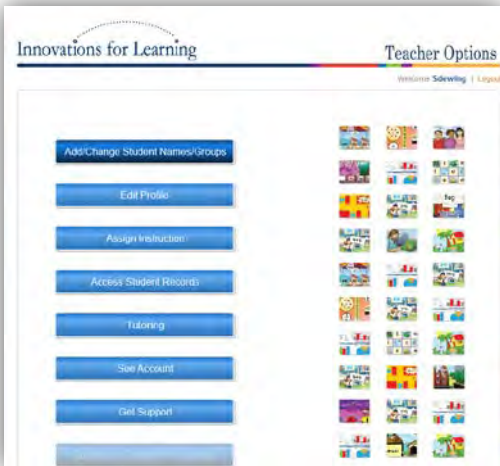 Innovations for Learning
Teacher Options
Welcome Sdewling | Logout
Add/Change Student Names/Groups
Edit Profile
Assign Instruction
Access Student Records
Tutoring
See Account
Get Support